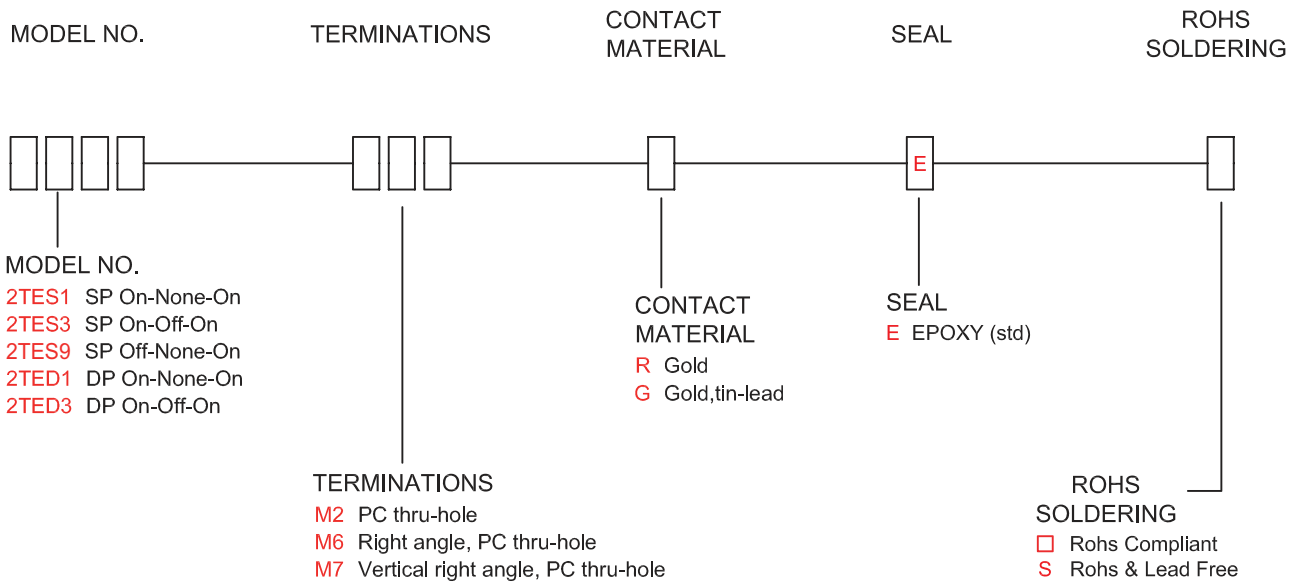 MODEL NO.
TERMINATIONS
CONTACT
MATERIAL
SEAL
ROHS
SOLDERING
E
MODEL NO.
2TES1 SP On-None-On
2TES3 SP On-Off-On
2TES9 SP Off-None-On
2TED1 DP On-None-On
2TED3 DP On-Off-On
TERMINATIONS
M2 PC thru-hole
M6 Right angle, PC thru-hole
M7 Vertical right angle, PC thru-hole
CONTACT
MATERIAL
R Gold
G Gold,tin-lead
SEAL
E EPOXY (std)
ROHS
SOLDERING
□ Rohs Compliant
S Rohs & Lead Free